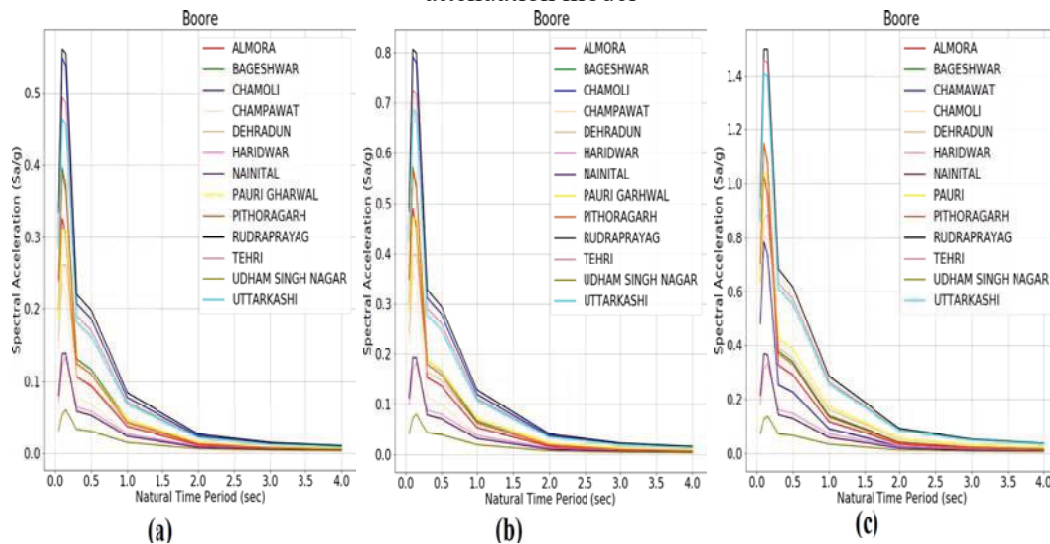 attenuation model
Boore
Spectral Acceleration (Sa/g)
0.5
0.4
0.3
0.2
0.1
0.0
ALMORA
BAGESHWAR
CHAMOLI
CHAMPAWAT
DEHRADUN
HARIDWAR
NAINITAL
PAURI GHARWAL
PITHORAGARH
RUDRAPRAYAG
TEHRI
UDHAM SINGH NAGAR
UTTARKASHI
0.0 0.5 1.0 1.5 2.0 2.5 3.0 3.5 4.0
Natural Time Period (sec)
(a)
Boore
Spectral Acceleration (Sa/g)
0.8
0.7
0.6
0.5
0.4
0.3
0.2
0.1
0.0
ALMORA
BAGESHWAR
CHAMOLI
CHAMPAWAT
DEHRADUN
HARIDWAR
NAINITAL
PAURI GARHWAL
PITHORAGARH
RUDRAPRAYAG
TEHRI
UDHAM SINGH NAGAR
UTTARKASHI
0.0 0.5 1.0 1.5 2.0 2.5 3.0 3.5 4.0
Natural Time Period (sec)
(b)
Boore
Spectral Acceleration (Sa/g)
1.4
1.2
1.0
0.8
0.6
0.4
0.2
0.0
ALMORA
BAGESHWAR
CHAMAWAT
CHAMOLI
DEHRADUN
HARIDWAR
NAINITAL
PAURI
PITHORAGARH
RUDRAPRAYAG
TEHRI
UDHAM SINGH NAGAR
UTTARKASHI
0.0 0.5 1.0 1.5 2.0 2.5 3.0 3.5 4.0
Natural Time Period (sec)
(c)